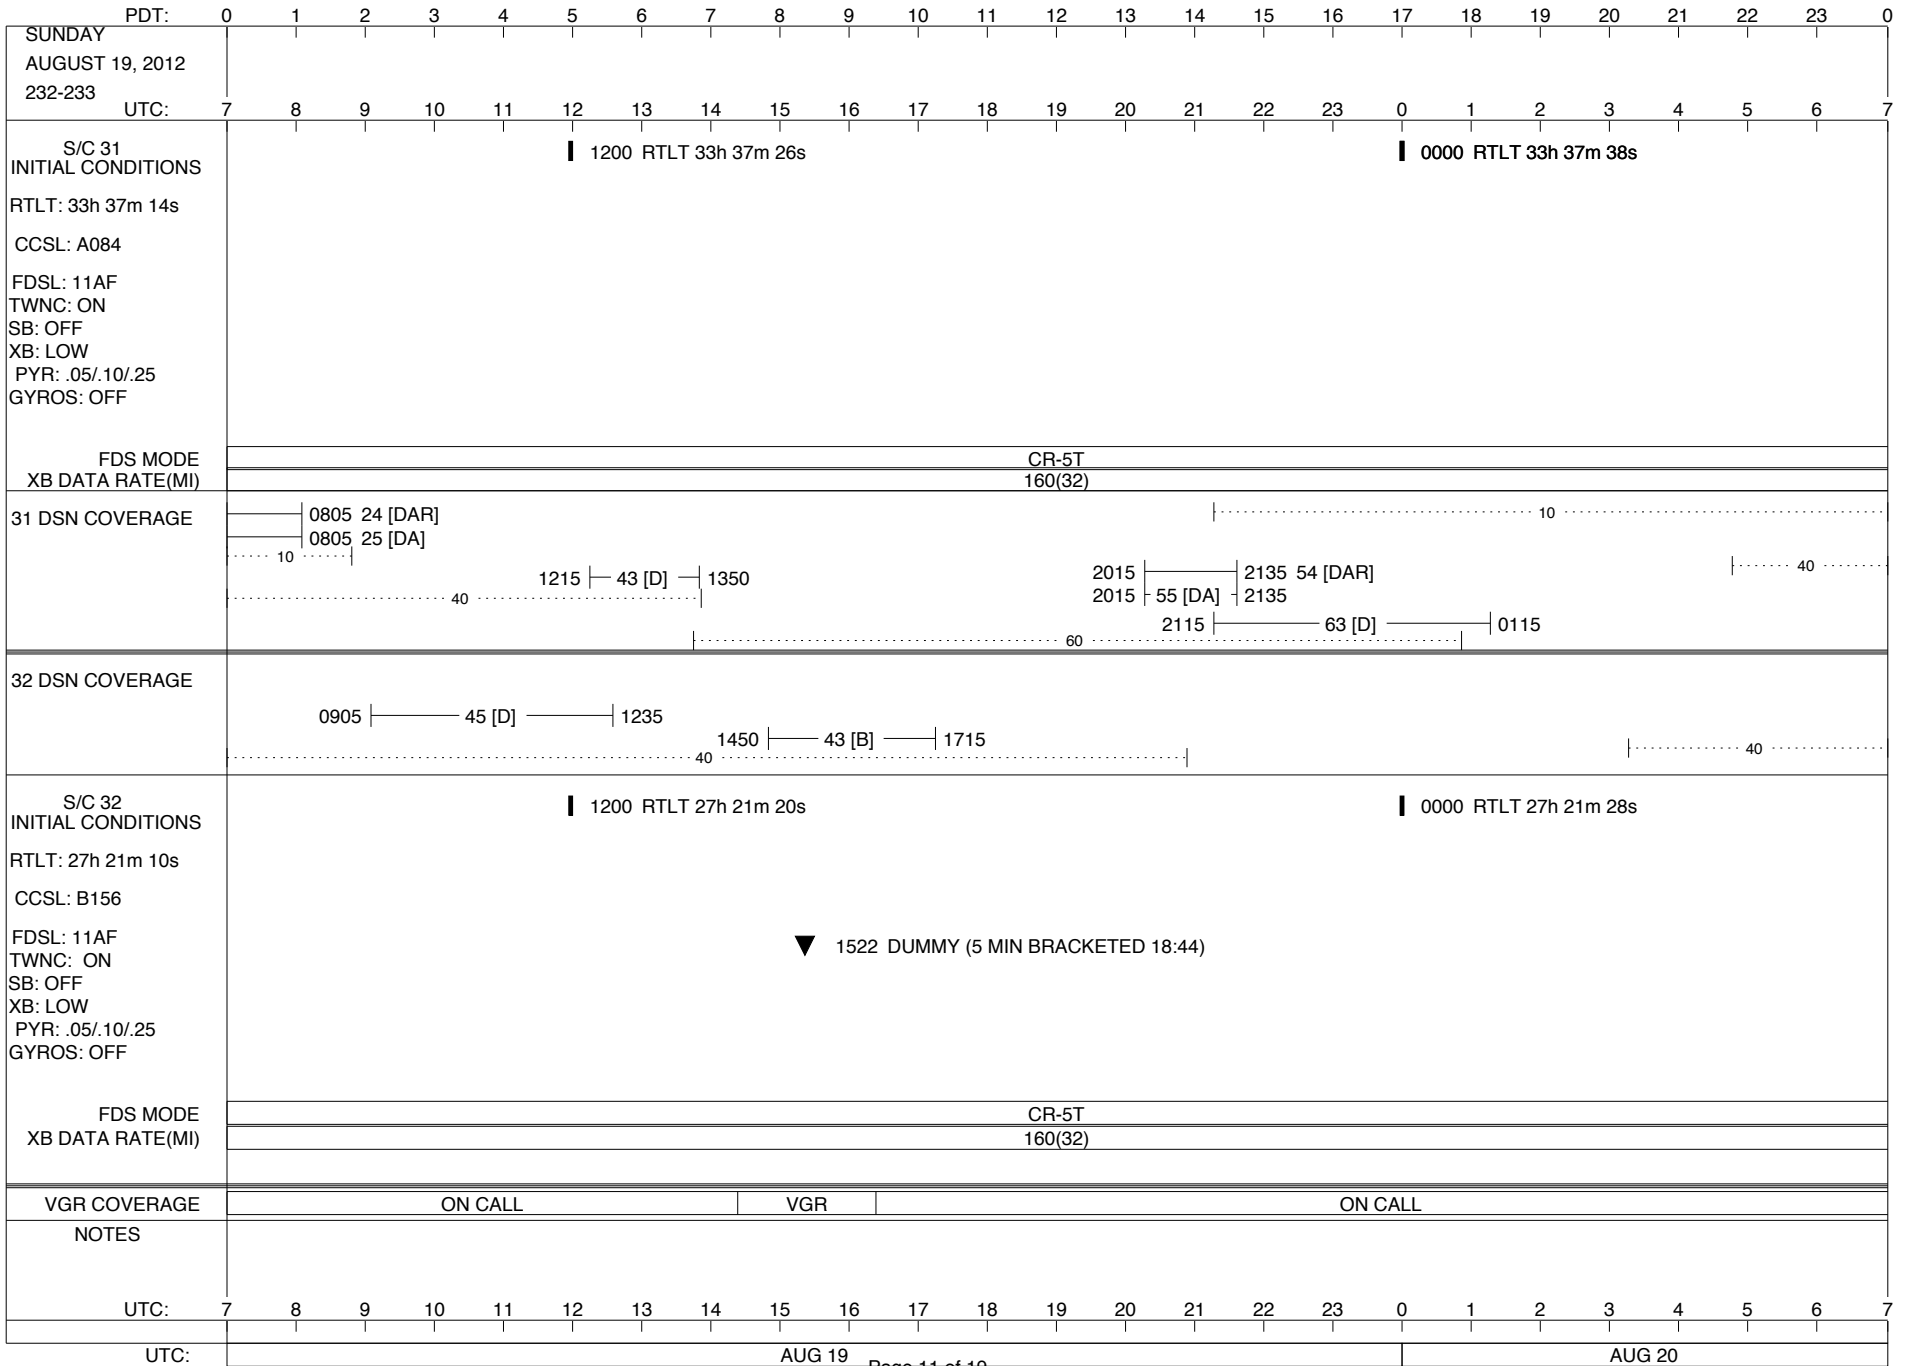 PDT: 0 1 2 3 4 5 6 7 8 9 10 11 12 13 14 15 16 17 18 19 20 21 22 23 0
SUNDAY
AUGUST 19, 2012
232-233
UTC: 7 8 9 10 11 12 13 14 15 16 17 18 19 20 21 22 23 0 1 2 3 4 5 6 7
S/C 31
INITIAL CONDITIONS
1200 RTLT 33h 37m 26s
0000 RTLT 33h 37m 38s
RTLT: 33h 37m 14s
CCSL: A084
FDSL: 11AF
TWNC: ON
SB: OFF
XB: LOW
PYR: .05/.10/.25
GYROS: OFF
FDS MODE CR-5T
XB DATA RATE(MI) 160(32)
31 DSN COVERAGE
0805 24 [DAR]
10
0805 25 [DA]
10
40
1215 43 [D] 1350
2015 2135 54 [DAR]
40
2015 55 [DA] 2135
2115 63 [D] 0115
60
32 DSN COVERAGE
0905 45 [D] 1235
1450 43 [B] 1715
40
40
S/C 32
INITIAL CONDITIONS
1200 RTLT 27h 21m 20s
0000 RTLT 27h 21m 28s
RTLT: 27h 21m 10s
CCSL: B156
FDSL: 11AF
TWNC: ON
SB: OFF
XB: LOW
PYR: .05/.10/.25
GYROS: OFF
1522 DUMMY (5 MIN BRACKETED 18:44)
FDS MODE CR-5T
XB DATA RATE(MI) 160(32)
VGR COVERAGE ON CALL VGR ON CALL
NOTES
UTC: 7 8 9 10 11 12 13 14 15 16 17 18 19 20 21 22 23 0 1 2 3 4 5 6 7
UTC: AUG 19 AUG 20
Page 11 of